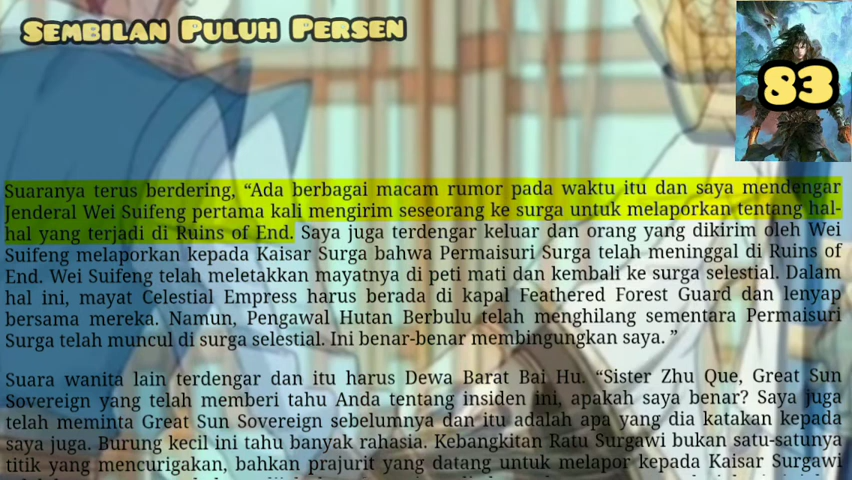 SEMBILAN PULUH PERSEN
83
Suaranya terus berdering, “Ada berbagai macam rumor pada waktu itu dan saya mendengar
Jenderal Wei Suifeng pertama kali mengirim seseorang ke surga untuk melaporkan tentang hal-
hal yang terjadi di Ruins of End. Saya juga terdengar keluar dan orang yang dikirim oleh Wei
Suifeng melaporkan kepada Kaisar Surga bahwa Permaisuri Surga telah meninggal di Ruins of
End. Wei Suifeng telah meletakkan mayatnya di peti mati dan kembali ke surga selestial. Dalam
hal ini, mayat Celestial Empress harus berada di kapal Feathered Forest Guard dan lenyap
bersama mereka. Namun, Pengawal Hutan Berbulu telah menghilang sementara Permaisuri
Surga telah muncul di surga selestial. Ini benar-benar membingungkan saya. ”
Suara wanita lain terdengar dan itu harus Dewa Barat Bai Hu. “Sister Zhu Que, Great Sun
Sovereign yang telah memberi tahu Anda tentang insiden ini, apakah saya benar? Saya juga
telah meminta Great Sun Sovereign sebelumnya dan itu adalah apa yang dia katakan kepada
saya juga. Burung kecil ini tahu banyak rahasia. Kebangkitan Ratu Surgawi bukan satu-satunya
titik yang mencurigakan, bahkan prajurit yang datang untuk melapor kepada Kaisar Surgawi